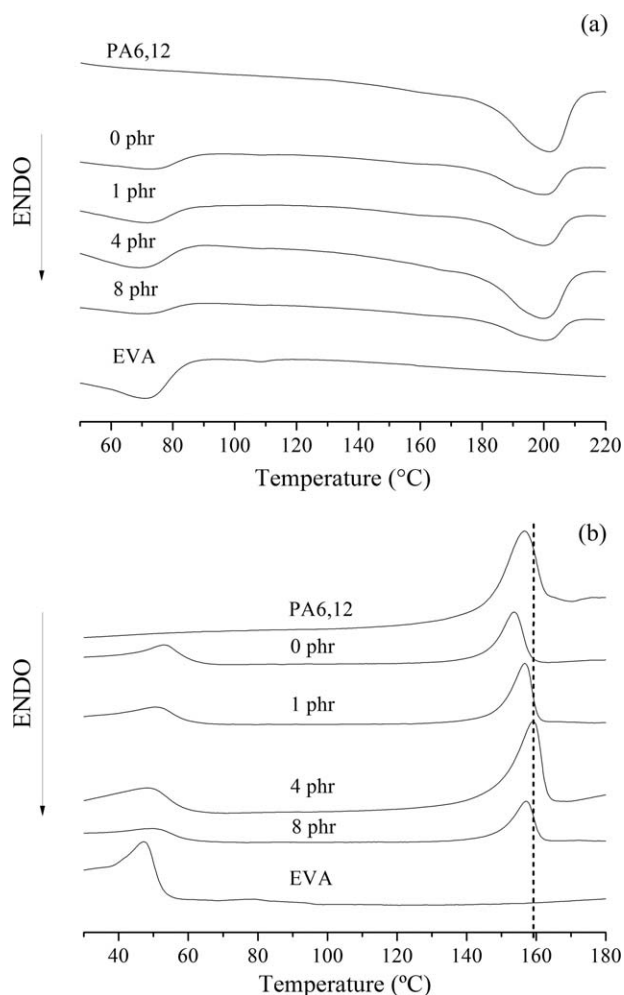 (a)
PA6,12
0 phr
1 phr
4 phr
8 phr
EVA
ENDO
60 80 100 120 140 160 180 200 220
Temperature (°C)
(b)
PA6,12
0 phr
1 phr
4 phr
8 phr
EVA
ENDO
40 60 80 100 120 140 160 180
Temperature (ºC)